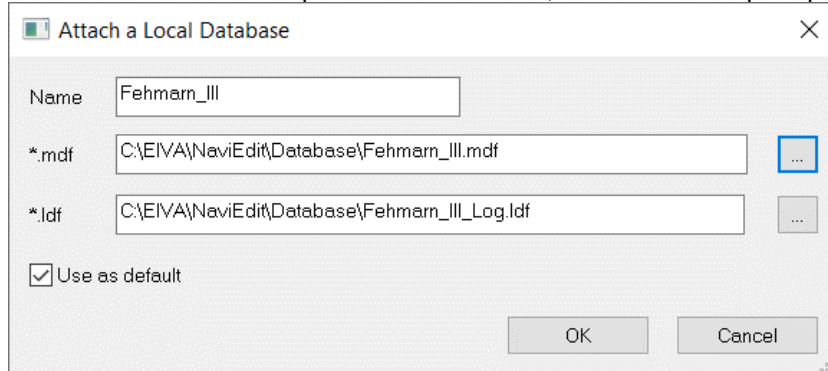 Attach a Local Database
Name Fehmarn_III
*.mdf C:\EIVA\NaviEdit\Database\Fehmarn_III.mdf ...
*.ldf C:\EIVA\NaviEdit\Database\Fehmarn_III_Log.ldf ...
Use as default
OK Cancel